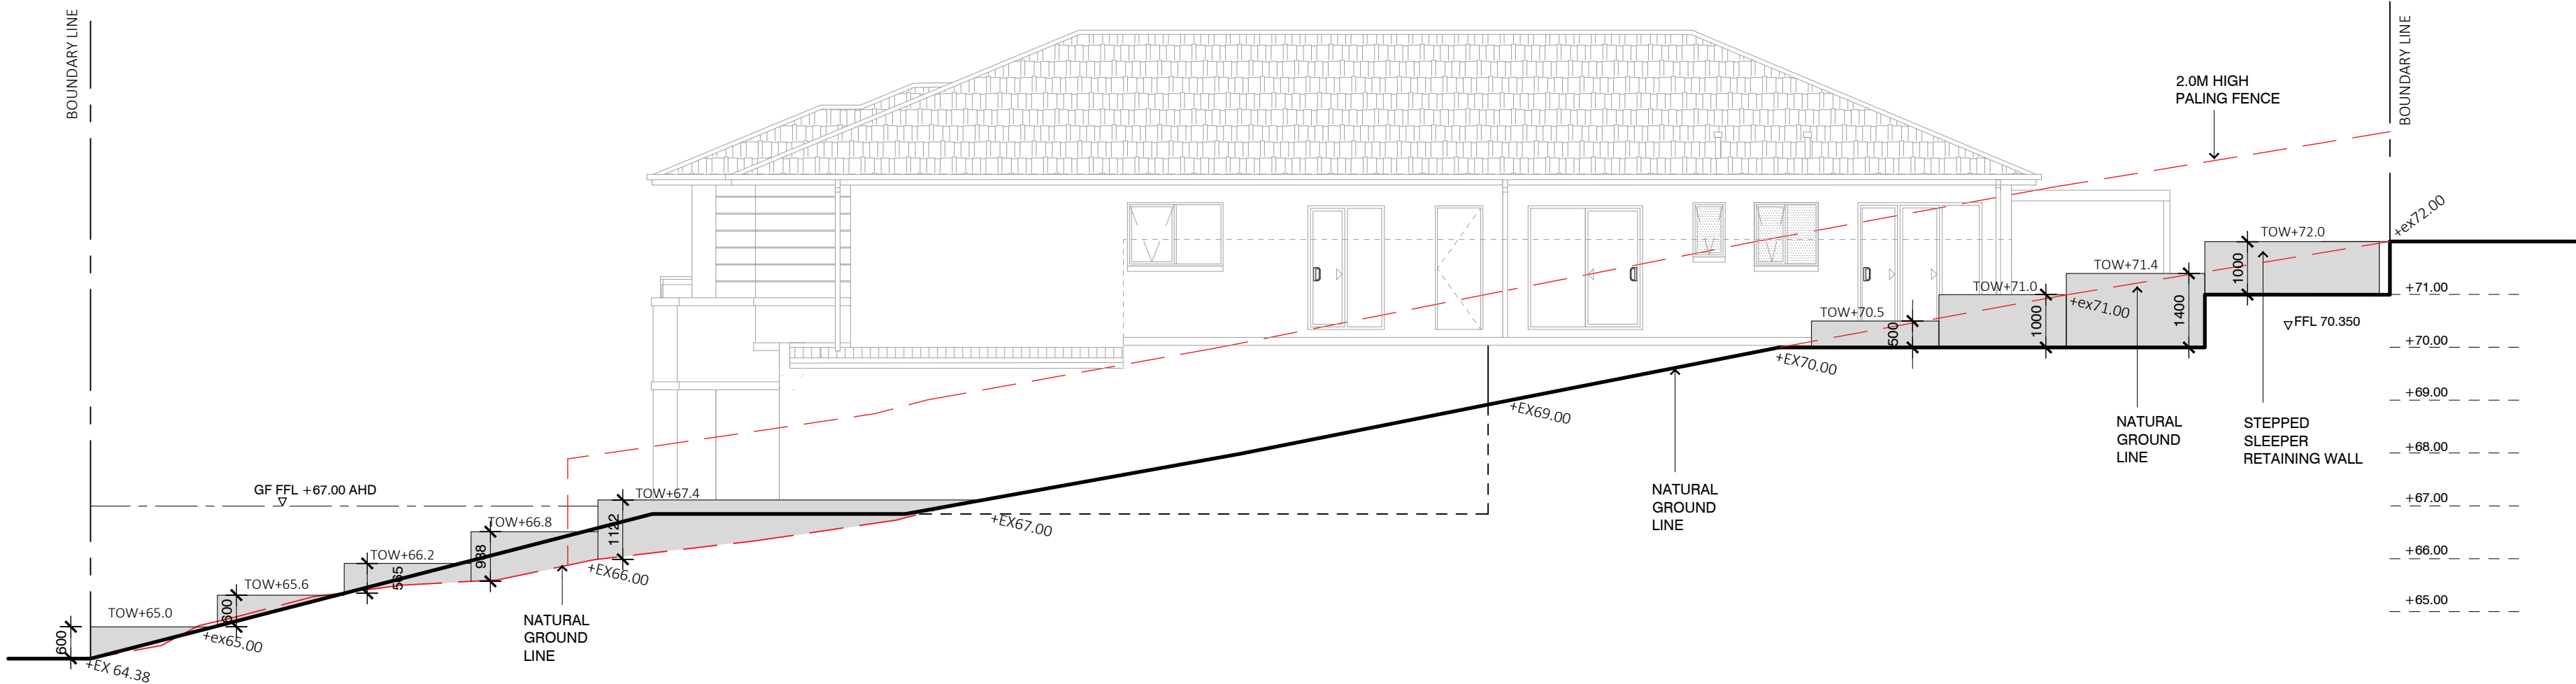 BOUNDARY LINE
BOUNDARY LINE
2.0M HIGH
PALING FENCE
+ex72.00
TOW+72.0
1000
TOW+71.4
1400
TOW+71.0
1000
+ex71.00
TOW+70.5
500
+EX70.00
+71.00
FFL 70.350
+70.00
+69.00
+68.00
+67.00
+66.00
+65.00
+EX69.00
NATURAL
GROUND
LINE
STEPPED
SLEEPER
RETAINING WALL
NATURAL
GROUND
LINE
GF FFL +67.00 AHD
TOW+67.4
1122
+EX67.00
TOW+66.8
988
+EX66.00
TOW+66.2
565
TOW+65.6
600
TOW+65.0
600
+ex65.00
+EX 64.38
NATURAL
GROUND
LINE